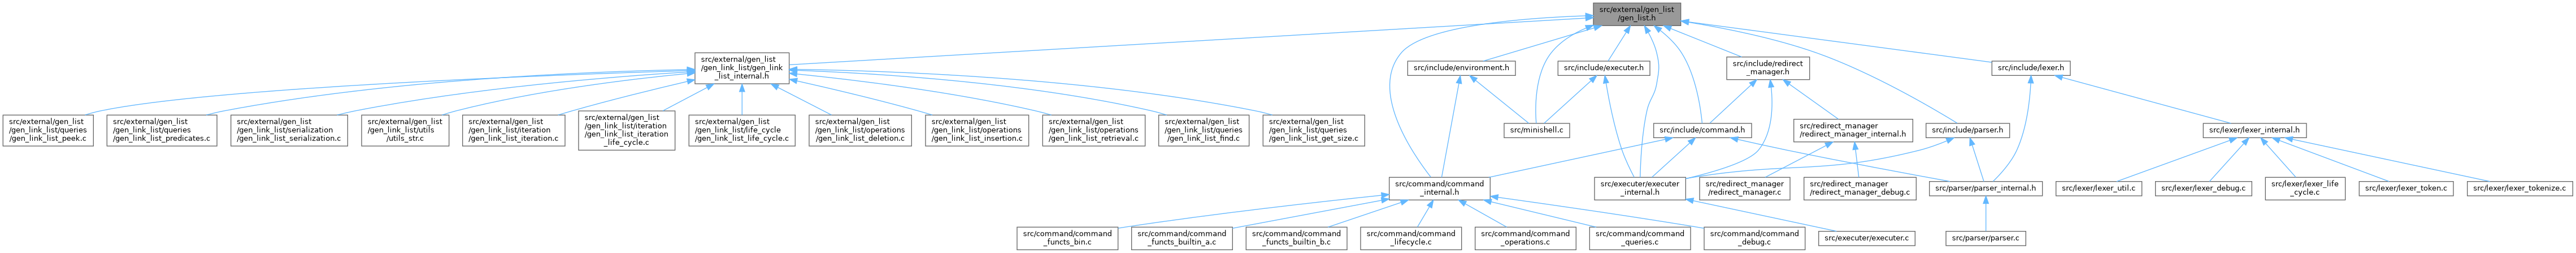 src/external/gen_list
/gen_list.h
src/external/gen_list
/gen_link_list/gen_link
_list_internal.h
src/include/environment.h
src/include/executer.h
src/include/redirect
_manager.h
src/include/lexer.h
src/external/gen_list
/gen_link_list/queries
/gen_link_list_peek.c
src/external/gen_list
/gen_link_list/queries
/gen_link_list_predicates.c
src/external/gen_list
/gen_link_list/serialization
/gen_link_list_serialization.c
src/external/gen_list
/gen_link_list/utils
/utils_str.c
src/external/gen_list
/gen_link_list/iteration
/gen_link_list_iteration.c
src/external/gen_list
/gen_link_list/iteration
/gen_link_list_iteration
_life_cycle.c
src/external/gen_list
/gen_link_list/life_cycle
/gen_link_list_life_cycle.c
src/external/gen_list
/gen_link_list/operations
/gen_link_list_deletion.c
src/external/gen_list
/gen_link_list/operations
/gen_link_list_insertion.c
src/external/gen_list
/gen_link_list/operations
/gen_link_list_retrieval.c
src/external/gen_list
/gen_link_list/queries
/gen_link_list_find.c
src/external/gen_list
/gen_link_list/queries
/gen_link_list_get_size.c
src/minishell.c
src/include/command.h
src/redirect_manager
/redirect_manager_internal.h
src/include/parser.h
src/lexer/lexer_internal.h
src/command/command
_internal.h
src/executer/executer
_internal.h
src/redirect_manager
/redirect_manager.c
src/redirect_manager
/redirect_manager_debug.c
src/parser/parser_internal.h
src/lexer/lexer_util.c
src/lexer/lexer_debug.c
src/lexer/lexer_life
_cycle.c
src/lexer/lexer_token.c
src/lexer/lexer_tokenize.c
src/command/command
_functs_bin.c
src/command/command
_functs_builtin_a.c
src/command/command
_functs_builtin_b.c
src/command/command
_lifecycle.c
src/command/command
_operations.c
src/command/command
_queries.c
src/command/command
_debug.c
src/executer/executer.c
src/parser/parser.c